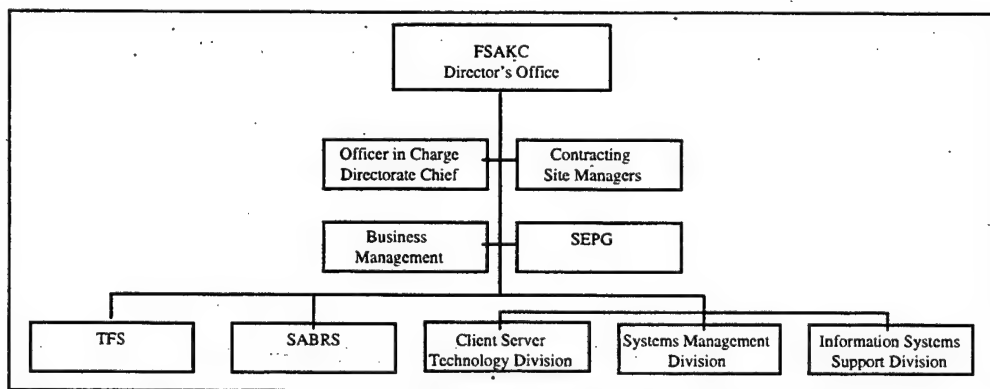 FSAKC
Director's Office
Officer in Charge
Directorate Chief
Contracting
Site Managers
Business
Management
SEPG
TFS
SABRS
Client Server
Technology Division
Systems Management
Division
Information Systems
Support Division